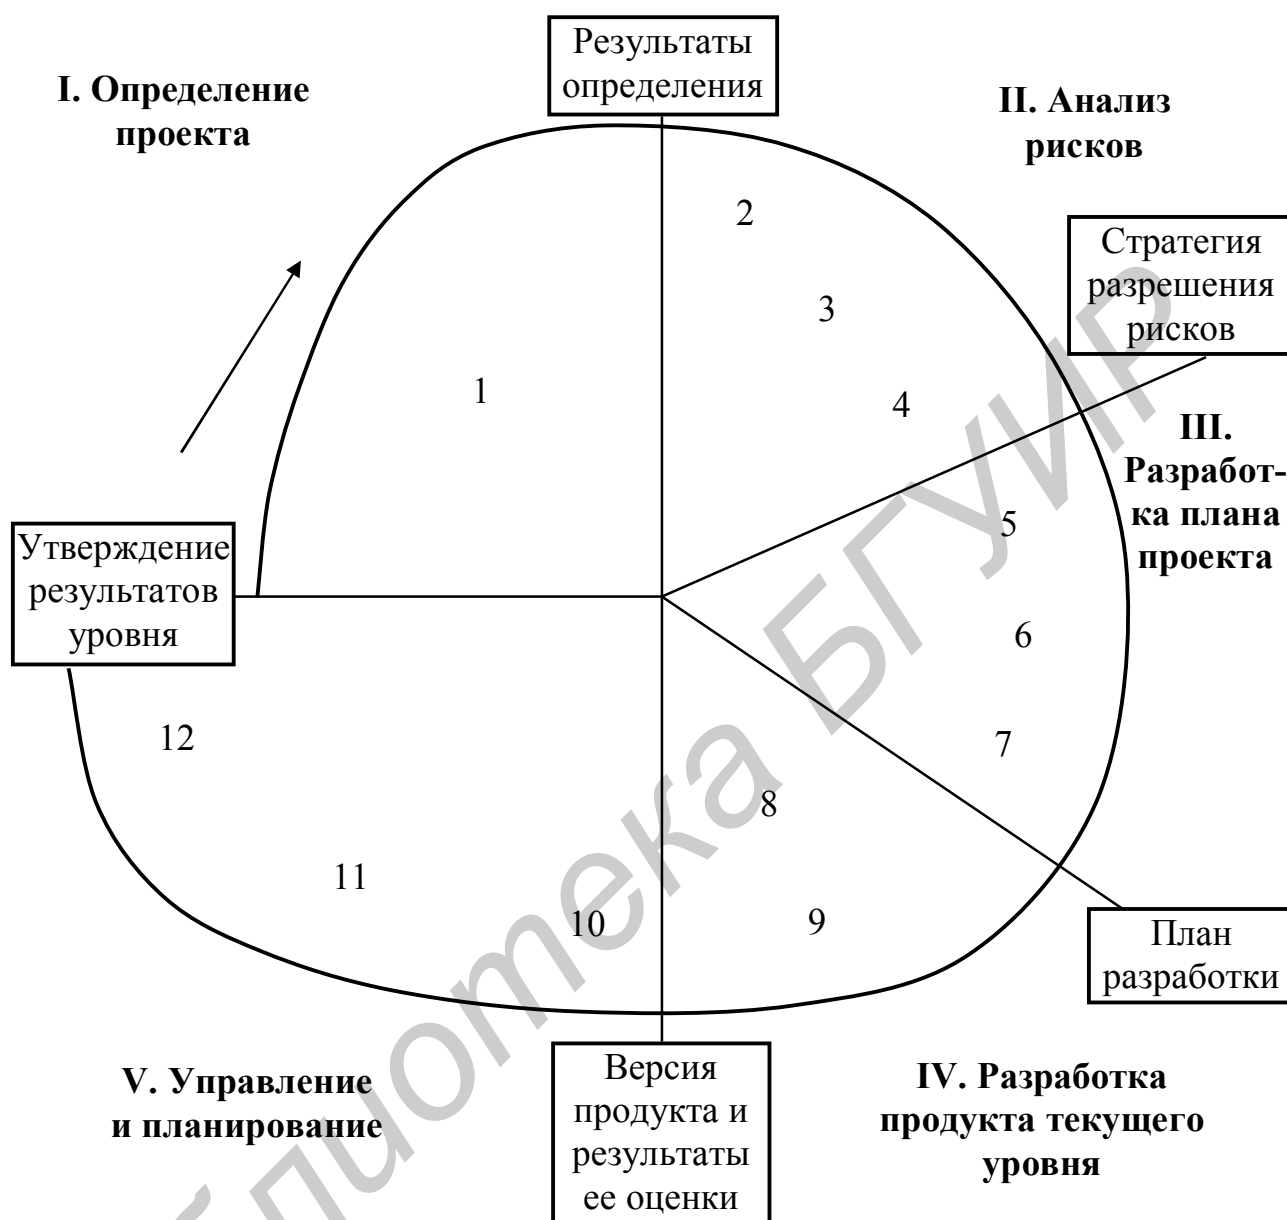 Результаты
определения
I. Определение
проекта
II. Анализ
рисков
2
Стратегия
разрешения
рисков
3
1
4
III.
Разработ-
ка плана
проекта
5
Утверждение
результатов
уровня
6
12
7
8
11
10
9
План
разработки
V. Управление
и планирование
Версия
продукта и
результаты
ее оценки
IV. Разработка
продукта текущего
уровня
блиотека БГУИР